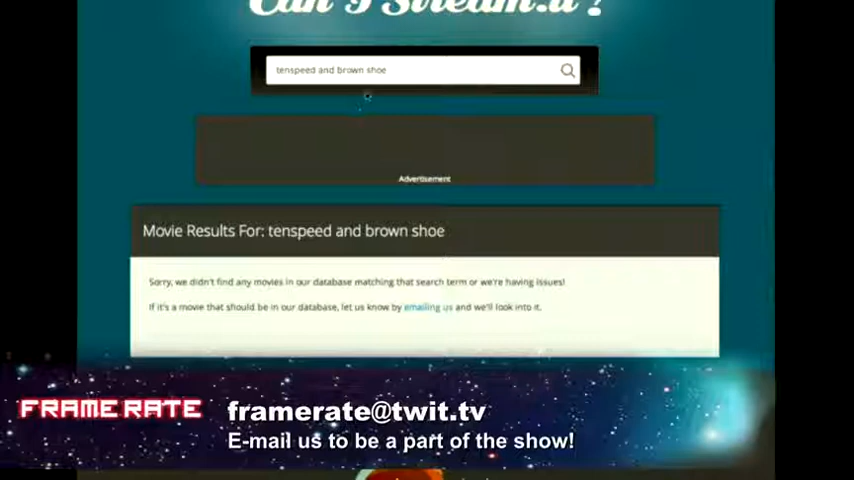 Can I Stream.it?
tenspeed and brown shoe
Advertisement
Movie Results For: tenspeed and brown shoe
Sorry, we didn't find any movies in our database matching that search term or we're having issues!
If it's a movie that should be in our database, let us know by emailing us and we'll look into it.
FRAME RATE
framerate@twit.tv
E-mail us to be a part of the show!